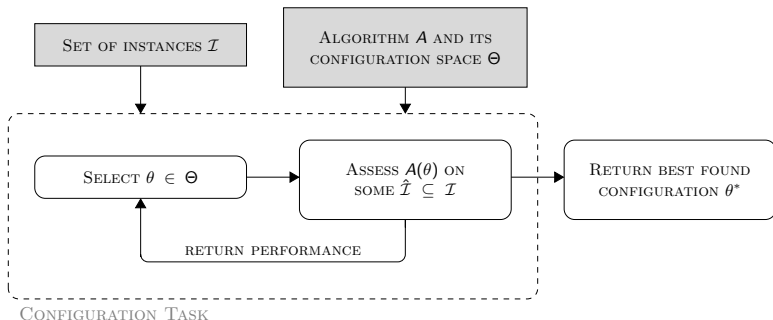 Set of instances ℐ
Algorithm A and its
configuration space Θ
Select θ ∈ Θ
Assess A(θ) on
some ℐ̂ ⊆ ℐ
Return best found
configuration θ*
return performance
Configuration Task